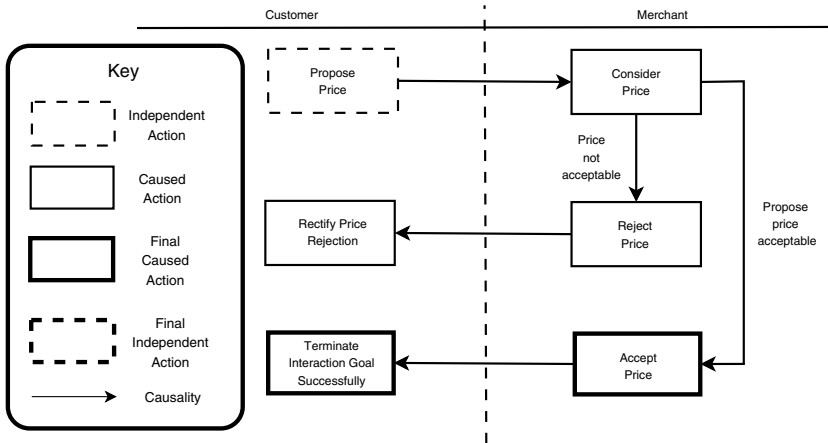 Customer
Merchant
Key
Independent
Action
Caused
Action
Final
Caused
Action
Final
Independent
Action
Causality
Propose
Price
Consider
Price
Price
not
acceptable
Propose
price
acceptable
Rectify Price
Rejection
Reject
Price
Terminate
Interaction Goal
Successfully
Accept
Price